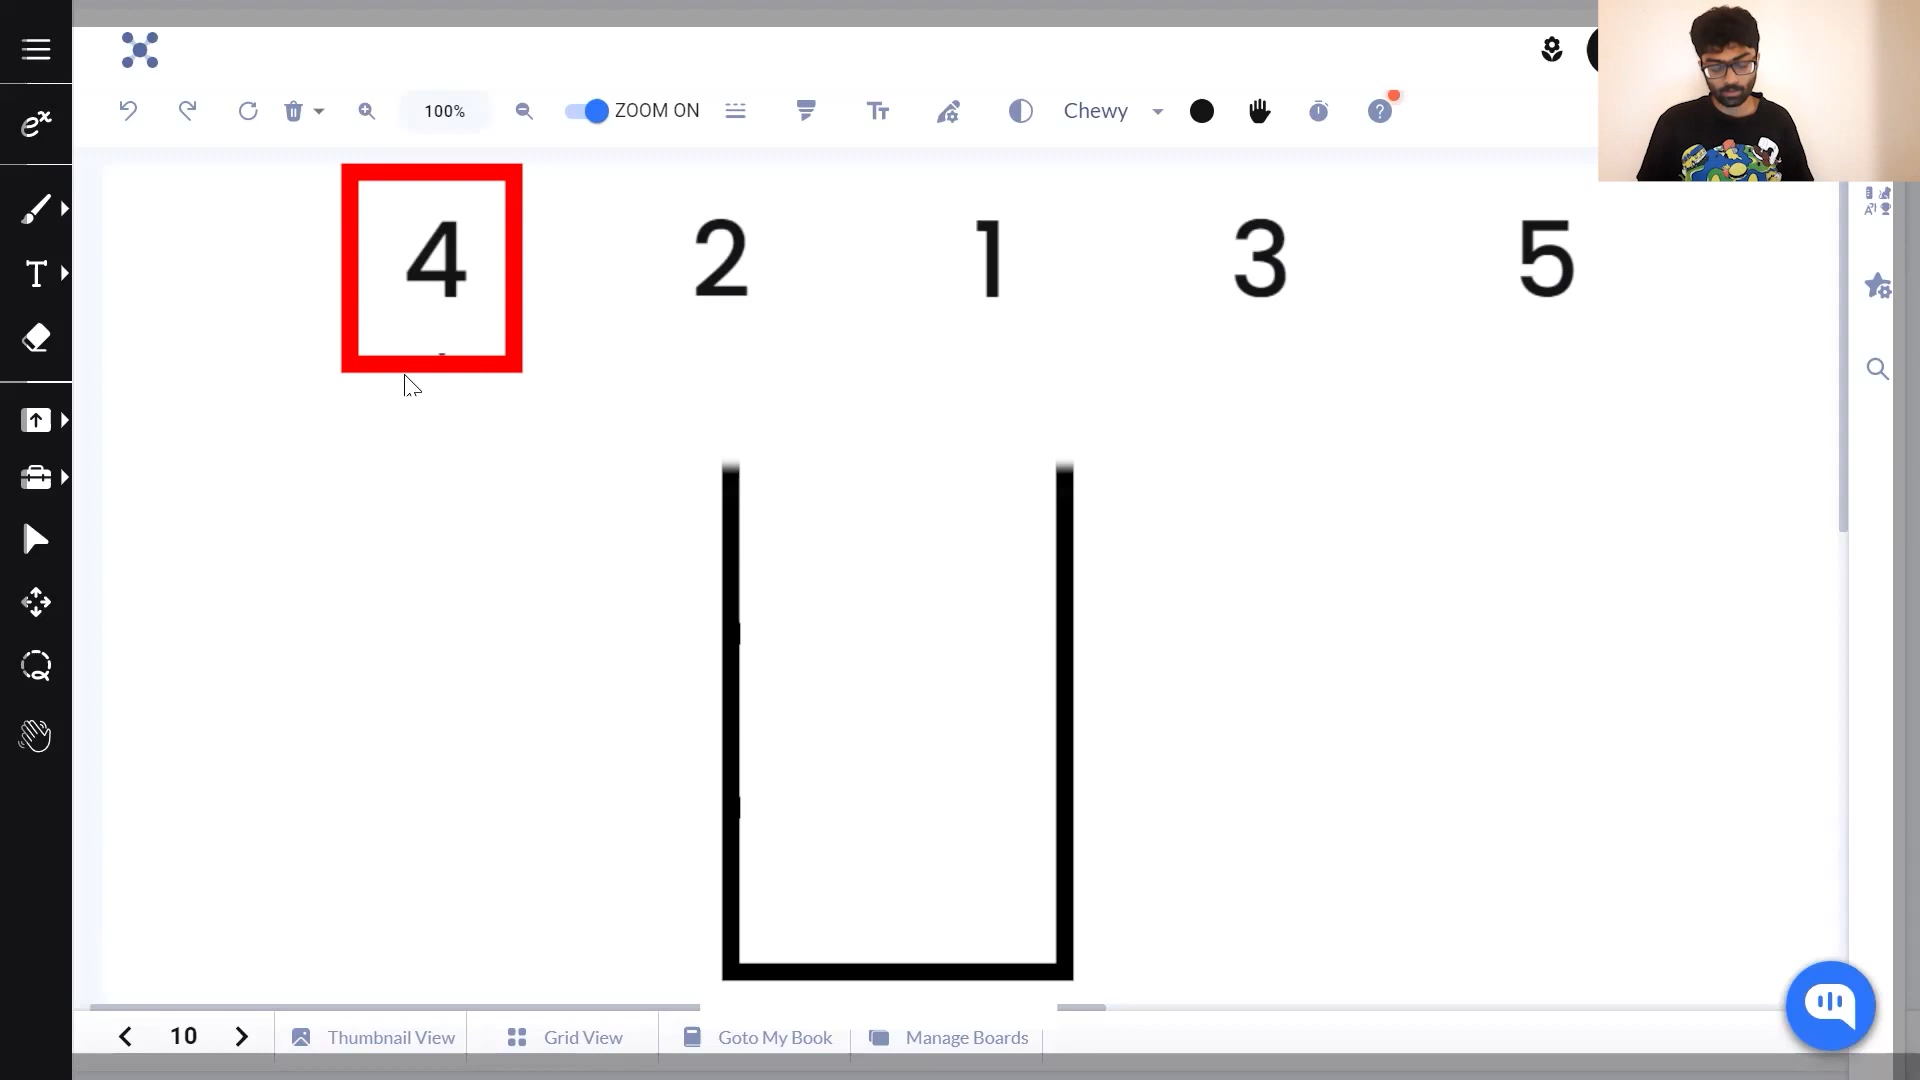 e^x
100%
ZOOM ON
Tт
Chewy
?
T
4 2 1 3 5
10
Thumbnail View
Grid View
Goto My Book
Manage Boards